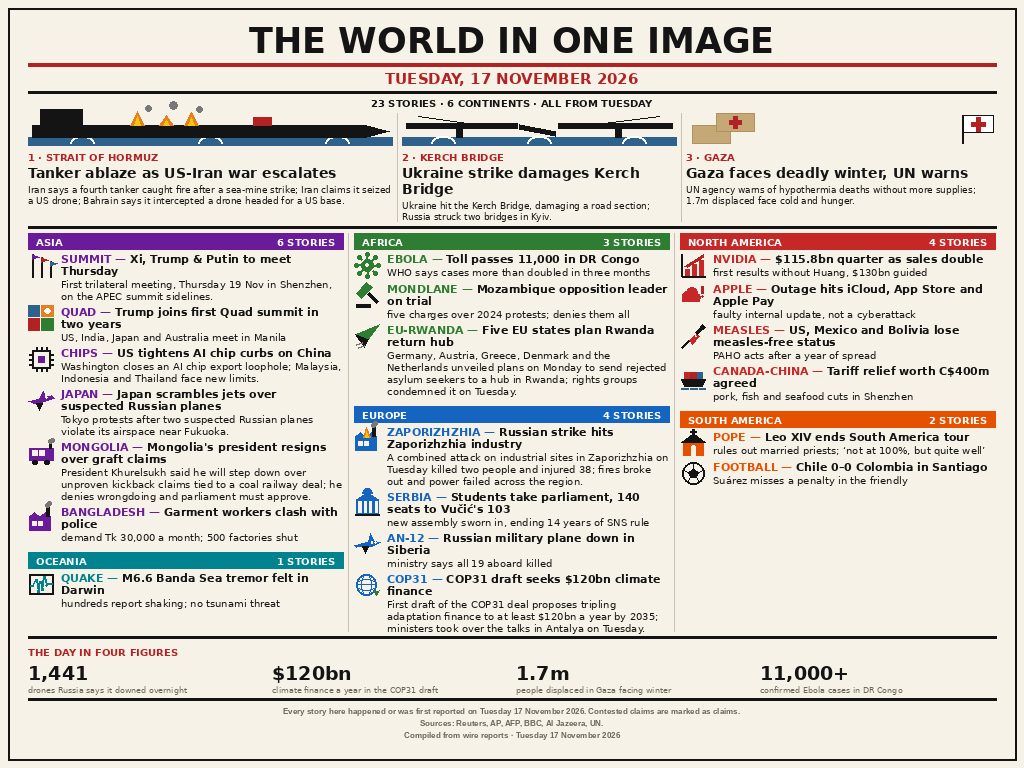 THE WORLD IN ONE IMAGE
TUESDAY, 17 NOVEMBER 2026
23 STORIES · 6 CONTINENTS · ALL FROM TUESDAY
1 · STRAIT OF HORMUZ
Tanker ablaze as US-Iran war escalates
Iran says a fourth tanker caught fire after a sea-mine strike; Iran claims it seized
a US drone; Bahrain says it intercepted a drone headed for a US base.
2 · KERCH BRIDGE
Ukraine strike damages Kerch
Bridge
Ukraine hit the Kerch Bridge, damaging a road section;
Russia struck two bridges in Kyiv.
3 · GAZA
Gaza faces deadly winter, UN warns
UN agency warns of hypothermia deaths without more supplies;
1.7m displaced face cold and hunger.
ASIA 6 STORIES
SUMMIT — Xi, Trump & Putin to meet
Thursday
First trilateral meeting, Thursday 19 Nov in Shenzhen,
on the APEC summit sidelines.
QUAD — Trump joins first Quad summit in
two years
US, India, Japan and Australia meet in Manila
CHIPS — US tightens AI chip curbs on China
Washington closes an AI chip export loophole; Malaysia,
Indonesia and Thailand face new limits.
JAPAN — Japan scrambles jets over
suspected Russian planes
Tokyo protests after two suspected Russian planes
violate its airspace near Fukuoka.
MONGOLIA — Mongolia's president resigns
over graft claims
President Khurelsukh said he will step down over
unproven kickback claims tied to a coal railway deal; he
denies wrongdoing and parliament must approve.
BANGLADESH — Garment workers clash with
police
demand Tk 30,000 a month; 500 factories shut
OCEANIA 1 STORIES
QUAKE — M6.6 Banda Sea tremor felt in
Darwin
hundreds report shaking; no tsunami threat
AFRICA 3 STORIES
EBOLA — Toll passes 11,000 in DR Congo
WHO says cases more than doubled in three months
MONDLANE — Mozambique opposition leader
on trial
five charges over 2024 protests; denies them all
EU-RWANDA — Five EU states plan Rwanda
return hub
Germany, Austria, Greece, Denmark and the
Netherlands unveiled plans on Monday to send rejected
asylum seekers to a hub in Rwanda; rights groups
condemned it on Tuesday.
EUROPE 4 STORIES
ZAPORIZHZHIA — Russian strike hits
Zaporizhzhia industry
A combined attack on industrial sites in Zaporizhzhia on
Tuesday killed two people and injured 38; fires broke
out and power failed across the region.
SERBIA — Students take parliament, 140
seats to Vučić's 103
new assembly sworn in, ending 14 years of SNS rule
AN-12 — Russian military plane down in
Siberia
ministry says all 19 aboard killed
COP31 — COP31 draft seeks $120bn climate
finance
First draft of the COP31 deal proposes tripling
adaptation finance to at least $120bn a year by 2035;
ministers took over the talks in Antalya on Tuesday.
NORTH AMERICA 4 STORIES
NVIDIA — $115.8bn quarter as sales double
first results without Huang, $130bn guided
APPLE — Outage hits iCloud, App Store and
Apple Pay
faulty internal update, not a cyberattack
MEASLES — US, Mexico and Bolivia lose
measles-free status
PAHO acts after a year of spread
CANADA-CHINA — Tariff relief worth C$400m
agreed
pork, fish and seafood cuts in Shenzhen
SOUTH AMERICA 2 STORIES
POPE — Leo XIV ends South America tour
rules out married priests; 'not at 100%, but quite well'
FOOTBALL — Chile 0–0 Colombia in Santiago
Suárez misses a penalty in the friendly
THE DAY IN FOUR FIGURES
1,441
drones Russia says it downed overnight
$120bn
climate finance a year in the COP31 draft
1.7m
people displaced in Gaza facing winter
11,000+
confirmed Ebola cases in DR Congo
Every story here happened or was first reported on Tuesday 17 November 2026. Contested claims are marked as claims.
Sources: Reuters, AP, AFP, BBC, Al Jazeera, UN.
Compiled from wire reports · Tuesday 17 November 2026